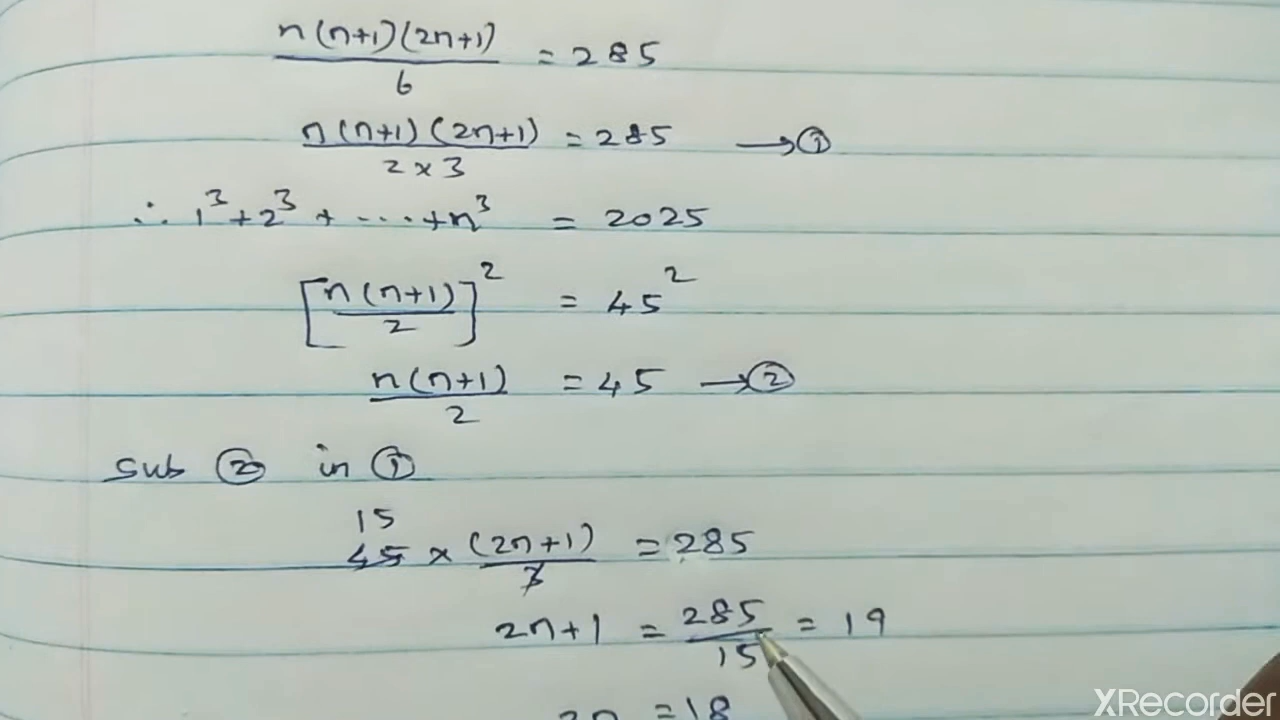 n(n+1)(2n+1)/6 = 285
n(n+1)(2n+1)/2×3 = 285 →①
∴ 1³+2³+....+n³ = 2025
[n(n+1)/2]² = 45²
n(n+1)/2 = 45 →②
Sub ② in ①
15
45 × (2n+1)/3 = 285
2n+1 = 285/15 = 19
2n = 18
XRecorder